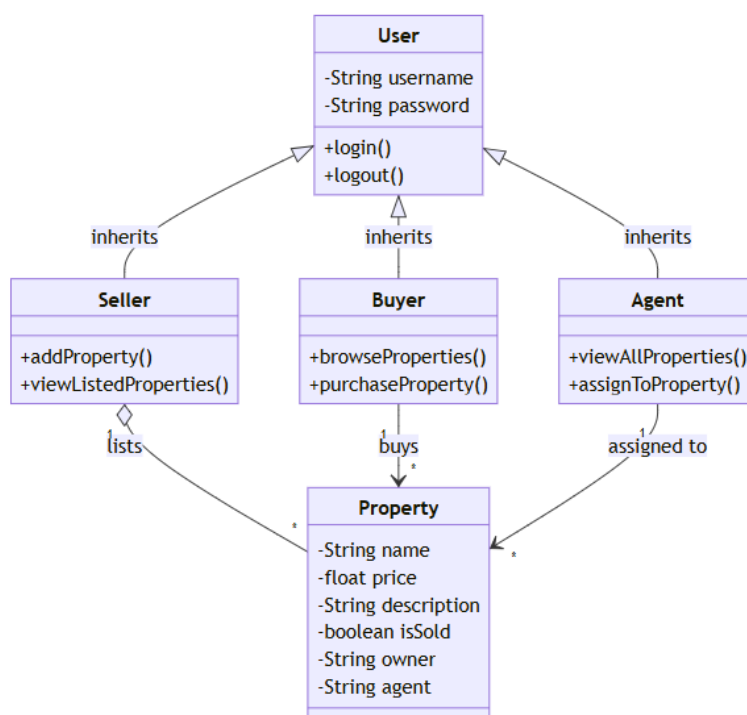 User
-String username
-String password
+login()
+logout()
inherits
inherits
inherits
Seller
+addProperty()
+viewListedProperties()
Buyer
+browseProperties()
+purchaseProperty()
Agent
+viewAllProperties()
+assignToProperty()
1
lists
*
1
buys
*
1
assigned to
*
Property
-String name
-float price
-String description
-boolean isSold
-String owner
-String agent